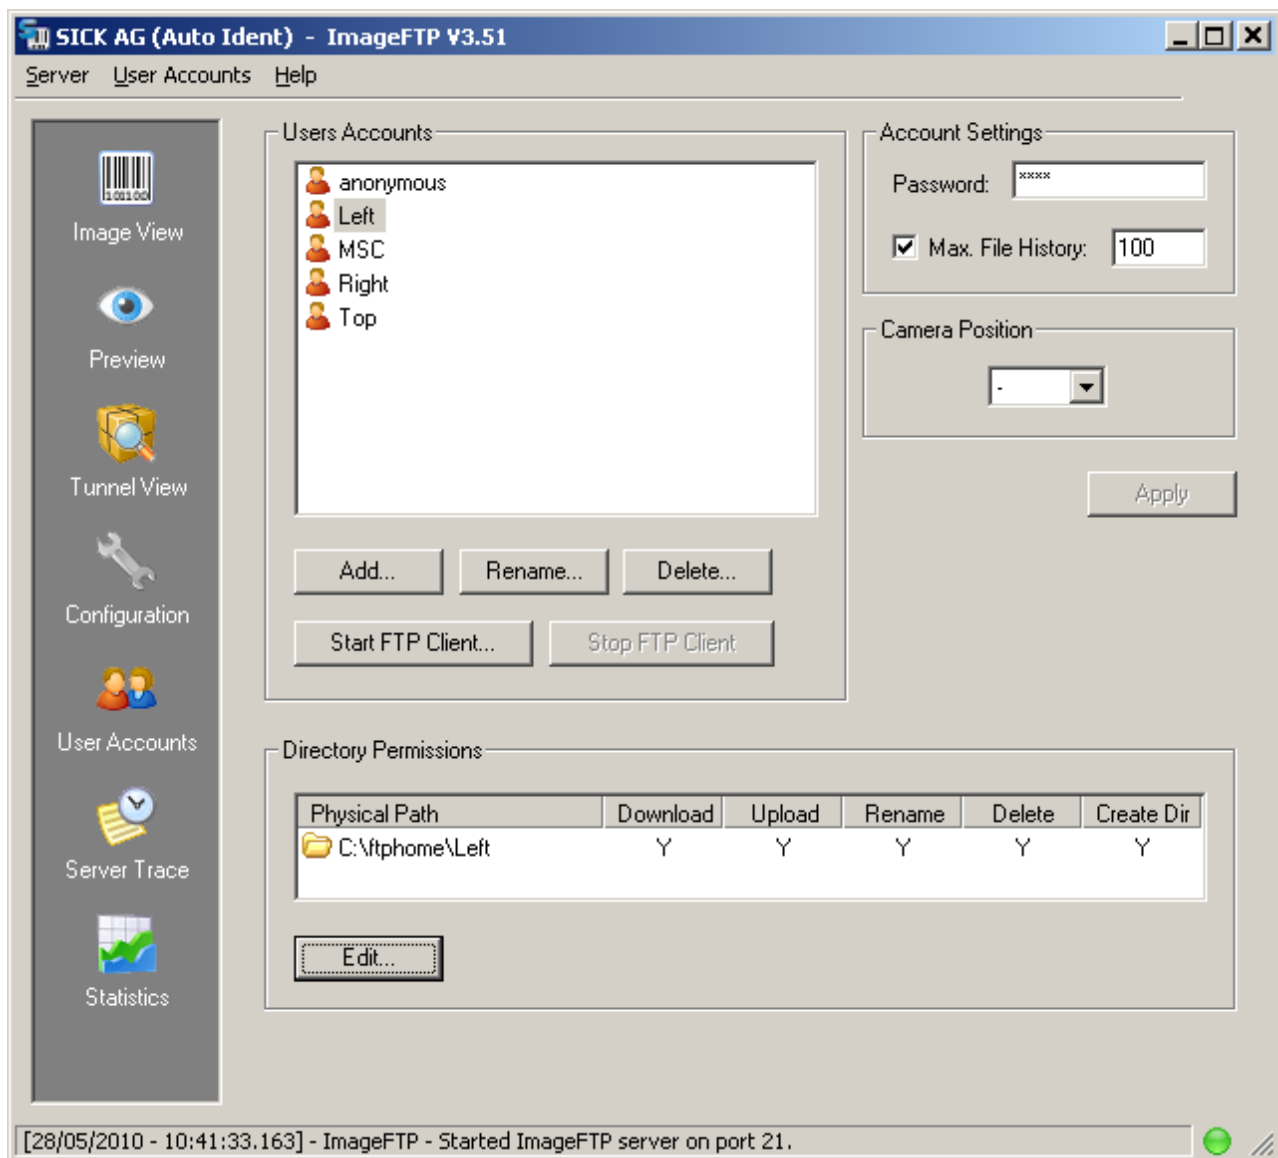 SICK AG (Auto Ident) - ImageFTP V3.51
Server User Accounts Help
Image View
Preview
Tunnel View
Configuration
User Accounts
Server Trace
Statistics
Users Accounts
anonymous
Left
MSC
Right
Top
Add... Rename... Delete...
Start FTP Client... Stop FTP Client
Account Settings
Password: ****
Max. File History: 100
Camera Position
-
Apply
Directory Permissions
Physical Path Download Upload Rename Delete Create Dir
C:\ftphome\Left Y Y Y Y Y
Edit...
[28/05/2010 - 10:41:33.163] - ImageFTP - Started ImageFTP server on port 21.